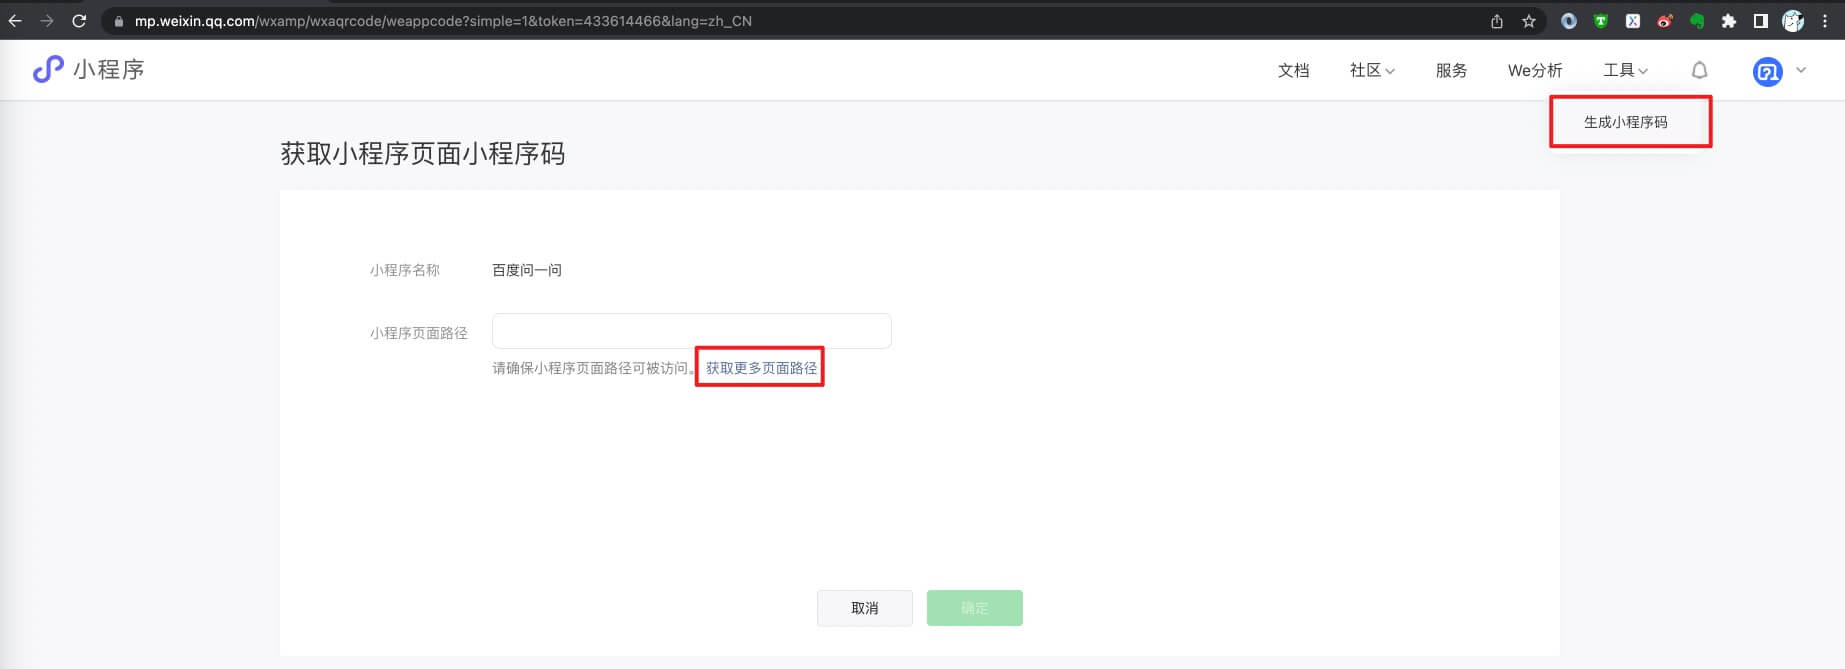 mp.weixin.qq.com/wxamp/wxaqrcode/weappcode?simple=1&token=433614466&lang=zh_CN
小程序
文档 社区 服务 We分析 工具
生成小程序码
获取小程序页面小程序码
小程序名称 百度问一问
小程序页面路径
请确保小程序页面路径可被访问。获取更多页面路径
取消 确定